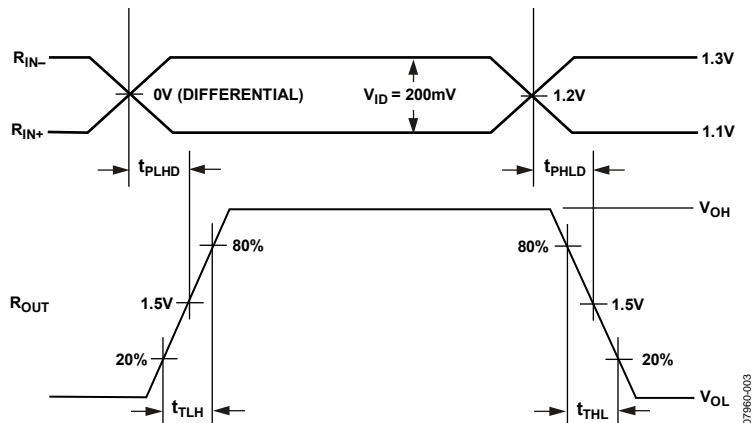 RIN–
1.3V
0V (DIFFERENTIAL)
VID = 200mV
1.2V
RIN+
1.1V
tPLHD
tPHLD
VOH
80%
80%
ROUT
1.5V
1.5V
20%
20%
tTLH
tTHL
VOL
07960-003